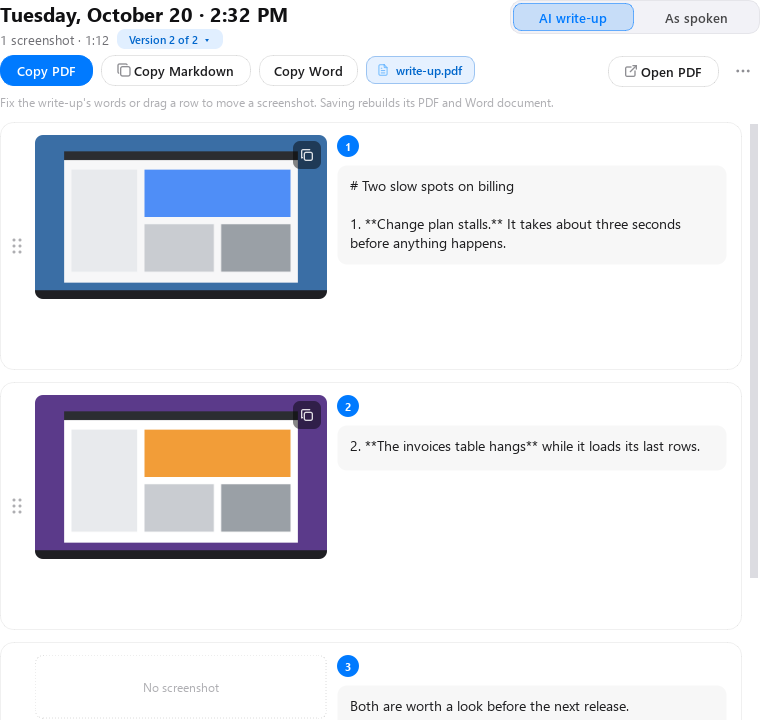 Tuesday, October 20 · 2:32 PM
AI write-up
As spoken
1 screenshot · 1:12
Version 2 of 2
Copy PDF
Copy Markdown
Copy Word
write-up.pdf
Open PDF
Fix the write-up's words or drag a row to move a screenshot. Saving rebuilds its PDF and Word document.
1
# Two slow spots on billing
1. **Change plan stalls.** It takes about three seconds
before anything happens.
2
2. **The invoices table hangs** while it loads its last rows.
No screenshot
3
Both are worth a look before the next release.